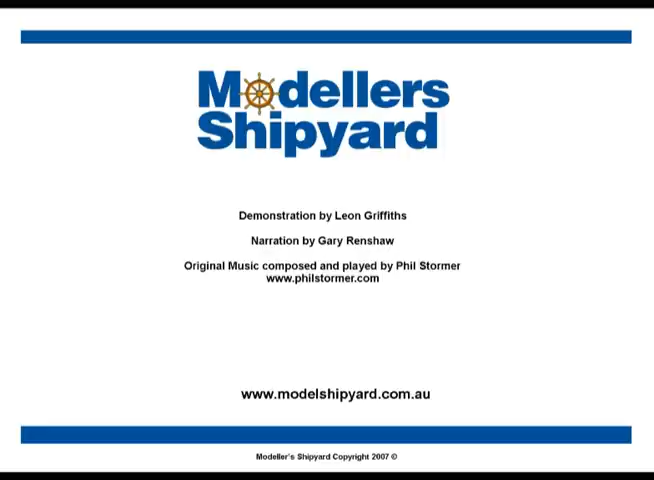 Modellers
Shipyard
Demonstration by Leon Griffiths
Narration by Gary Renshaw
Original Music composed and played by Phil Stormer
www.philstormer.com
www.modelshipyard.com.au
Modeller's Shipyard Copyright 2007 ©